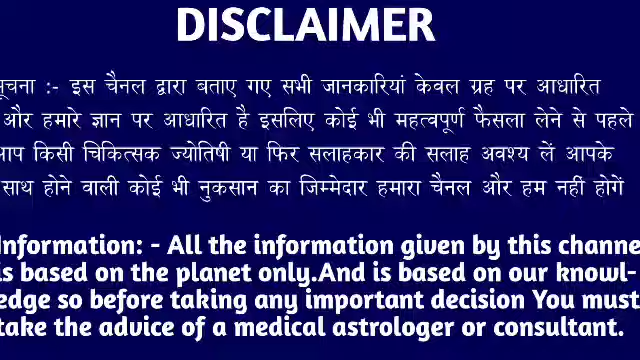 DISCLAIMER
सूचना :- इस चैनल द्वारा बताए गए सभी जानकारियां केवल ग्रह पर आधारित
और हमारे ज्ञान पर आधारित है इसलिए कोई भी महत्वपूर्ण फैसला लेने से पहले
आप किसी चिकित्सक ज्योतिषी या फिर सलाहकार की सलाह अवश्य लें आपके
साथ होने वाली कोई भी नुकसान का जिम्मेदार हमारा चैनल और हम नहीं होगें
Information: - All the information given by this channe
is based on the planet only.And is based on our knowl-
edge so before taking any important decision You must
take the advice of a medical astrologer or consultant.